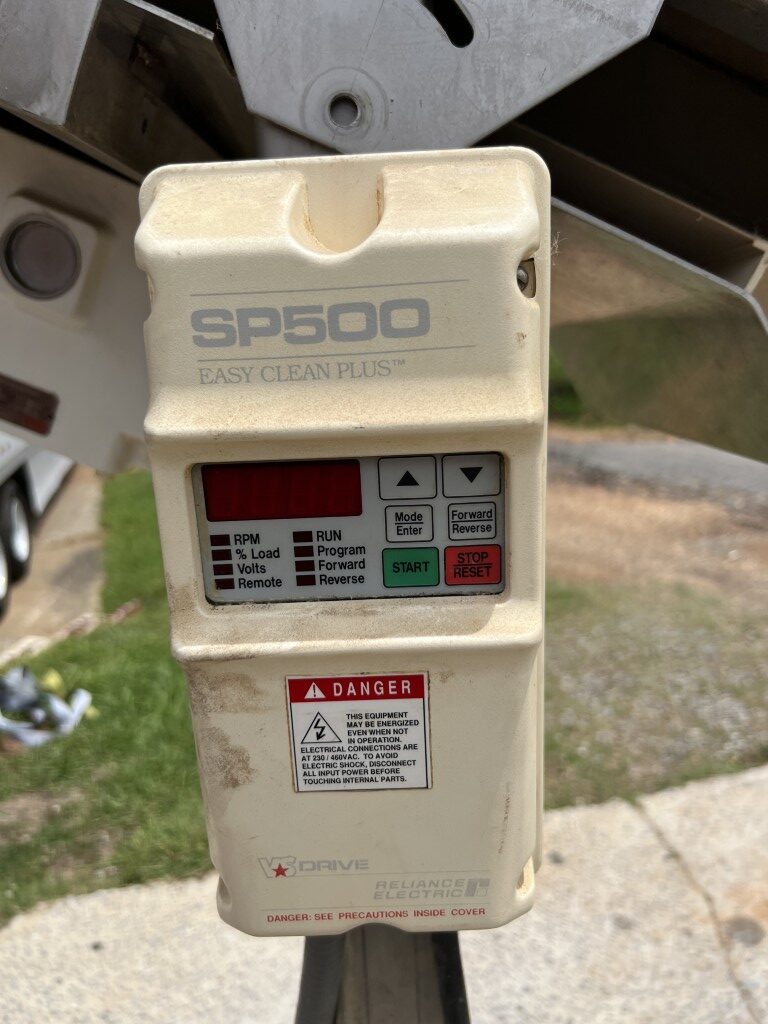 SP500
EASY CLEAN PLUS™
▲ ▼
Mode Enter
Forward Reverse
RPM
% Load
Volts
Remote
RUN
Program
Forward
Reverse
START
STOP
RESET
DANGER
THIS EQUIPMENT
MAY BE ENERGIZED
EVEN WHEN NOT
IN OPERATION.
ELECTRICAL CONNECTIONS ARE
AT 230 / 460VAC. TO AVOID
ELECTRIC SHOCK, DISCONNECT
ALL INPUT POWER BEFORE
TOUCHING INTERNAL PARTS.
VS DRIVE
RELIANCE
ELECTRIC
DANGER: SEE PRECAUTIONS INSIDE COVER